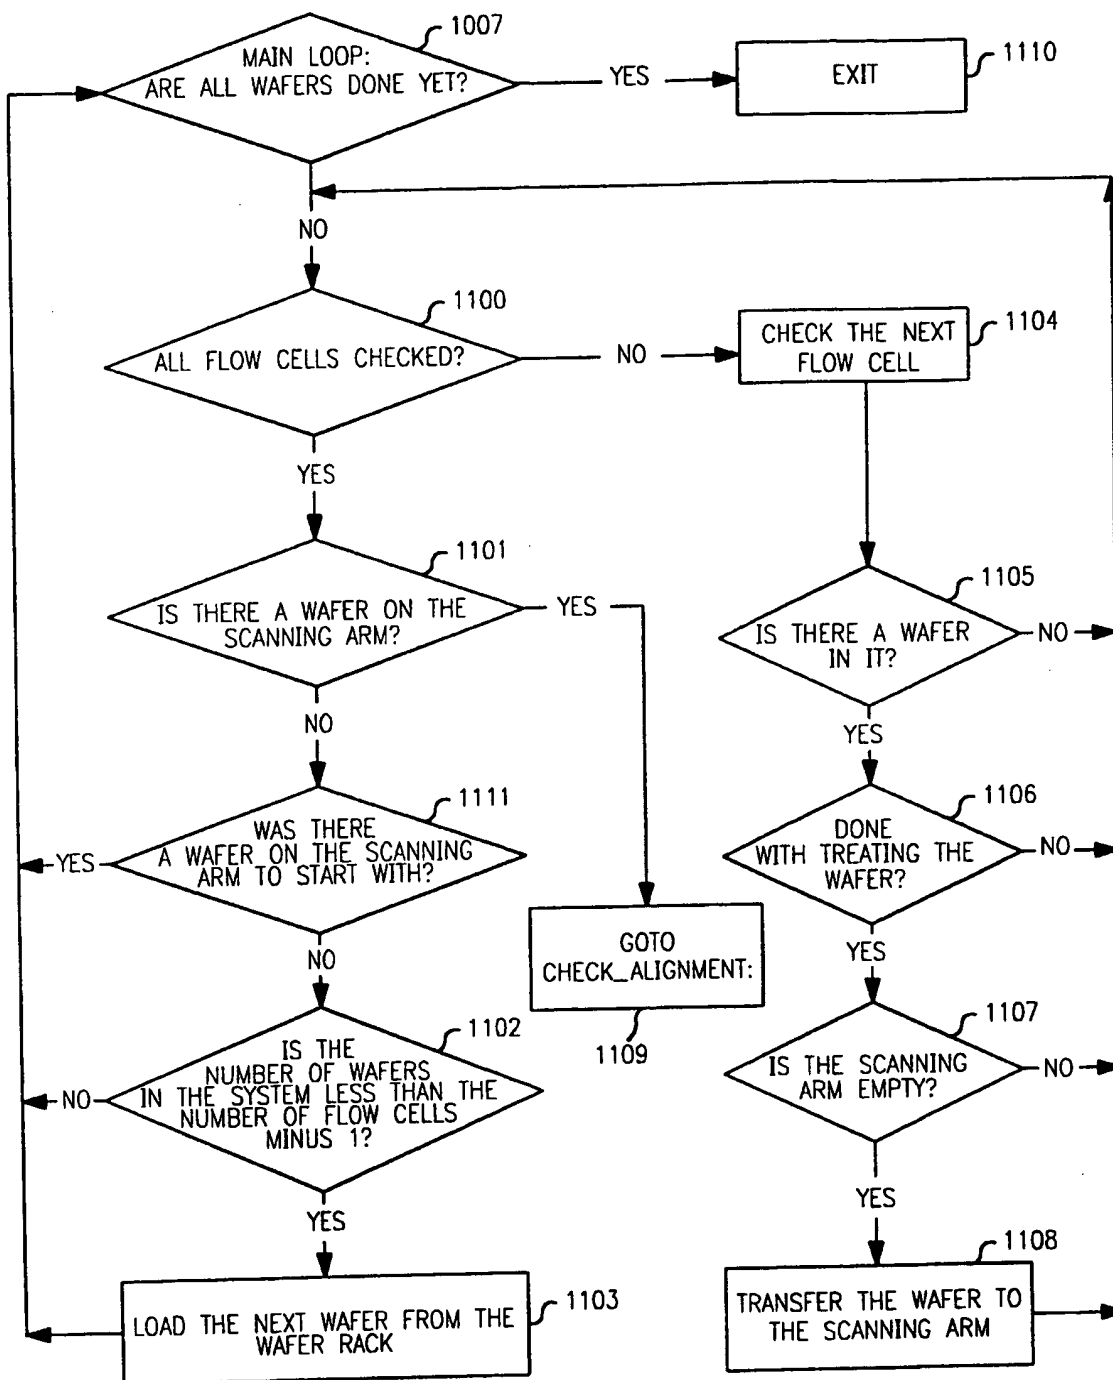 1007
MAIN LOOP:
ARE ALL WAFERS DONE YET?
YES
EXIT
1110
NO
1100
ALL FLOW CELLS CHECKED?
NO
CHECK THE NEXT
FLOW CELL
1104
YES
1101
IS THERE A WAFER ON THE
SCANNING ARM?
YES
1105
IS THERE A WAFER
IN IT?
NO
NO
YES
1111
WAS THERE
A WAFER ON THE SCANNING
ARM TO START WITH?
YES
1106
DONE
WITH TREATING THE
WAFER?
NO
NO
GOTO
CHECK_ALIGNMENT:
1109
YES
1102
IS THE
NUMBER OF WAFERS
IN THE SYSTEM LESS THAN THE
NUMBER OF FLOW CELLS
MINUS 1?
NO
1107
IS THE SCANNING
ARM EMPTY?
NO
YES
YES
LOAD THE NEXT WAFER FROM THE
WAFER RACK
1103
1108
TRANSFER THE WAFER TO
THE SCANNING ARM